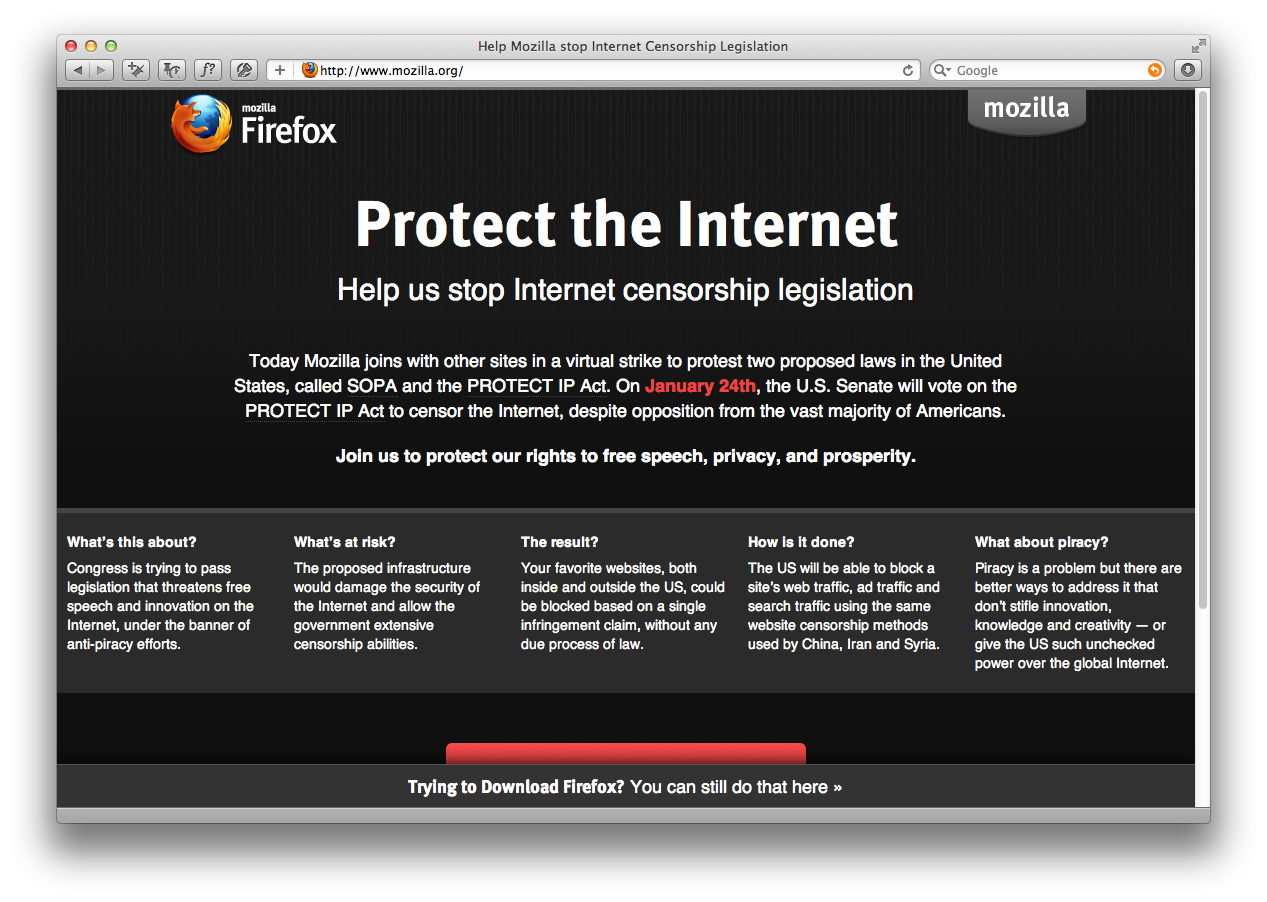 Help Mozilla stop Internet Censorship Legislation
f?
http://www.mozilla.org/
Google
mozilla
Firefox
mozilla
Protect the Internet
Help us stop Internet censorship legislation
Today Mozilla joins with other sites in a virtual strike to protest two proposed laws in the United
States, called SOPA and the PROTECT IP Act. On January 24th, the U.S. Senate will vote on the
PROTECT IP Act to censor the Internet, despite opposition from the vast majority of Americans.
Join us to protect our rights to free speech, privacy, and prosperity.
What's this about?
Congress is trying to pass
legislation that threatens free
speech and innovation on the
Internet, under the banner of
anti-piracy efforts.
What's at risk?
The proposed infrastructure
would damage the security of
the Internet and allow the
government extensive
censorship abilities.
The result?
Your favorite websites, both
inside and outside the US, could
be blocked based on a single
infringement claim, without any
due process of law.
How is it done?
The US will be able to block a
site's web traffic, ad traffic and
search traffic using the same
website censorship methods
used by China, Iran and Syria.
What about piracy?
Piracy is a problem but there are
better ways to address it that
don't stifle innovation,
knowledge and creativity — or
give the US such unchecked
power over the global Internet.
Trying to Download Firefox? You can still do that here »